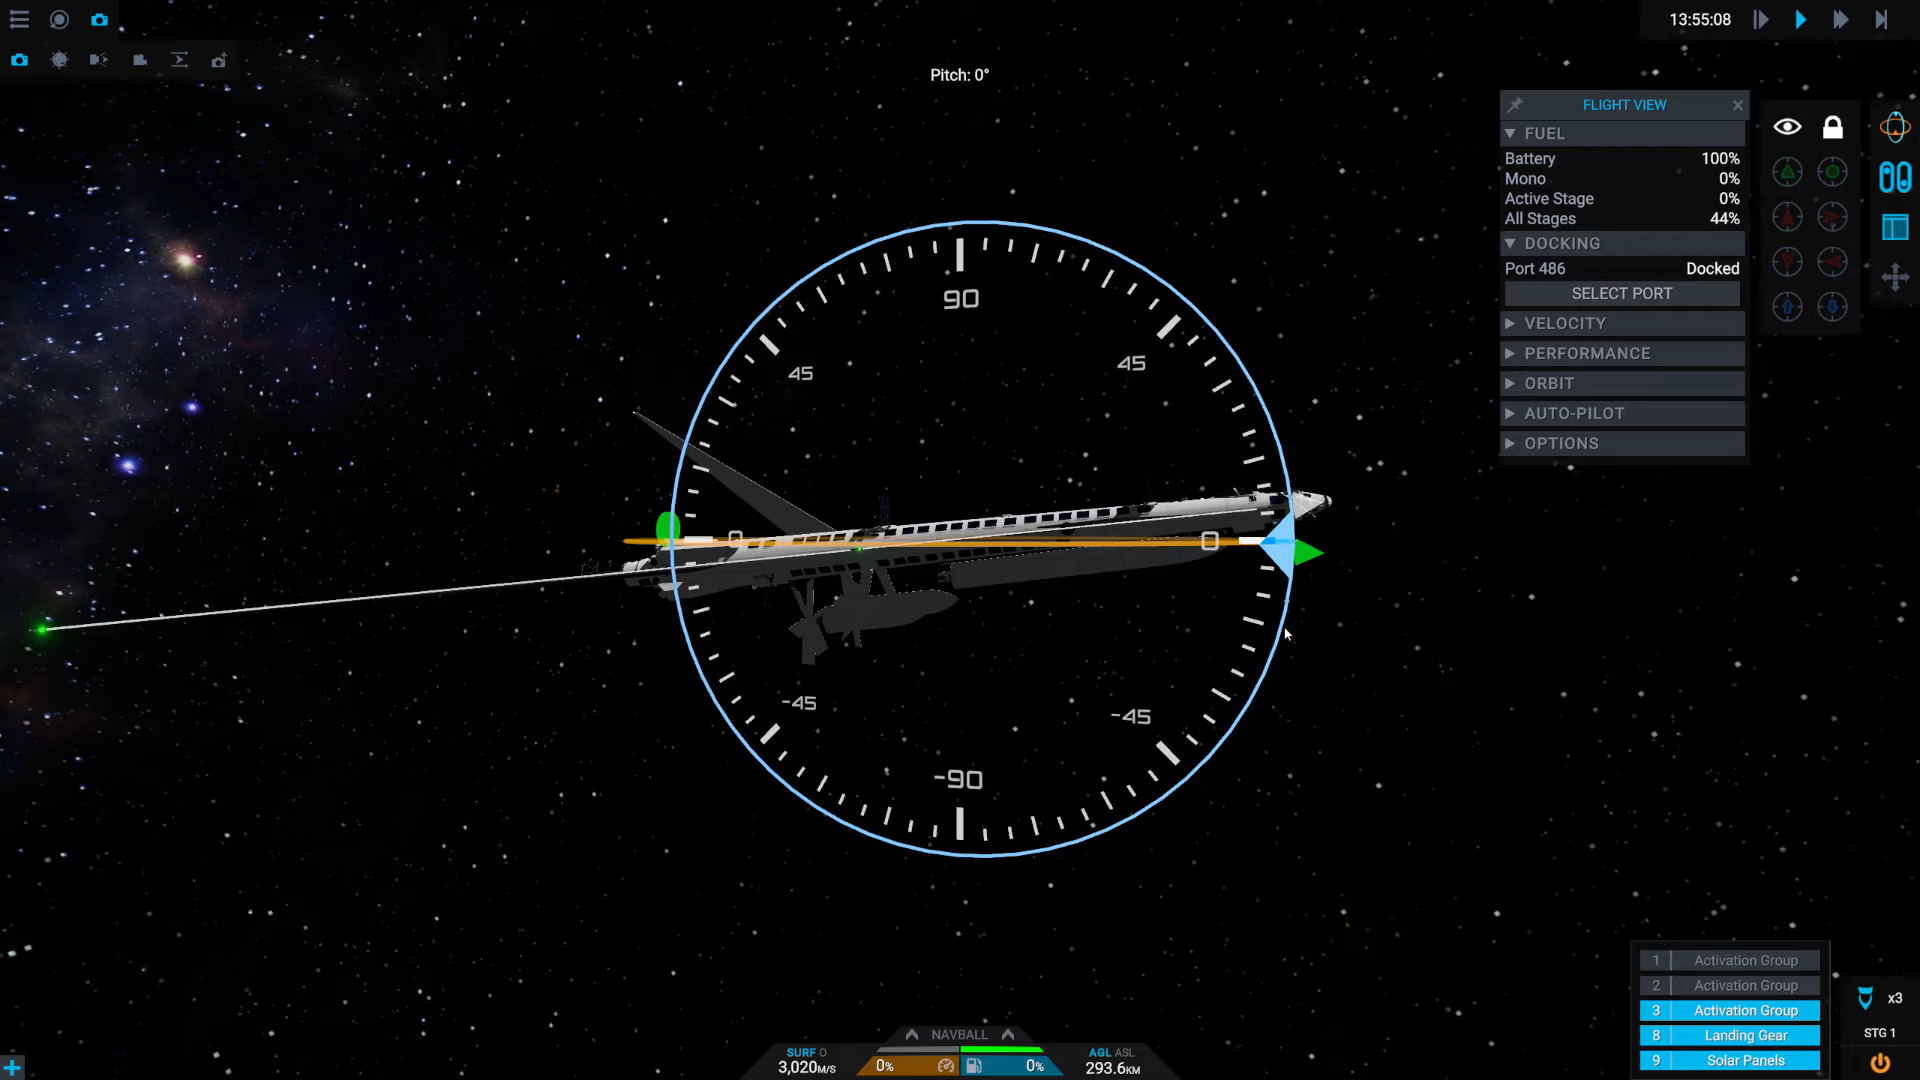 13:55:08
Pitch: 0°
FLIGHT VIEW
FUEL
Battery 100%
Mono 0%
Active Stage 0%
All Stages 44%
DOCKING
Port 486 Docked
SELECT PORT
VELOCITY
PERFORMANCE
ORBIT
AUTO-PILOT
OPTIONS
90
45 45
0 0
-45 -45
-90
1 Activation Group
2 Activation Group
3 Activation Group
8 Landing Gear
9 Solar Panels
x3
STG 1
NAVBALL
SURF O
3,020M/S
0% 0%
AGL ASL
293.6KM